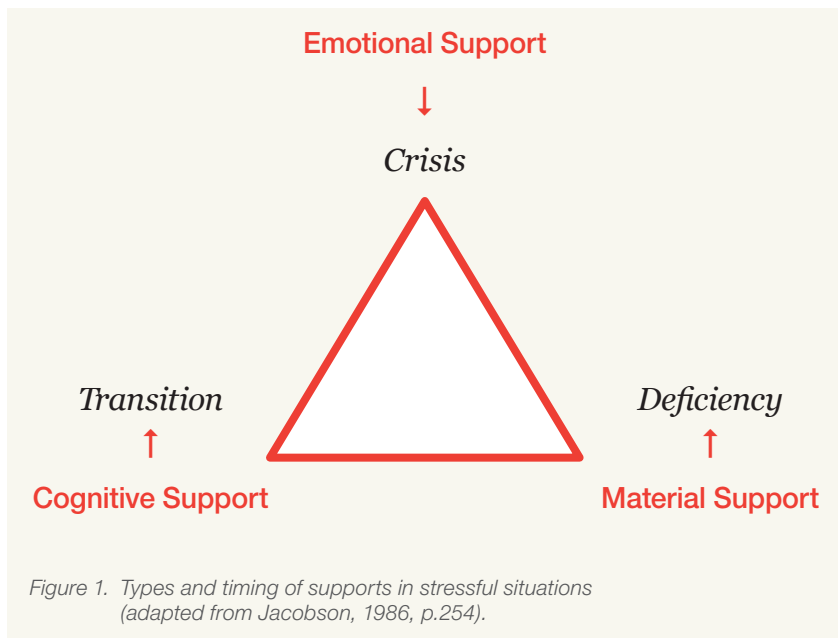 Emotional Support
↓
Crisis
Transition
Deficiency
↑
↑
Cognitive Support
Material Support
Figure 1. Types and timing of supports in stressful situations
(adapted from Jacobson, 1986, p.254).